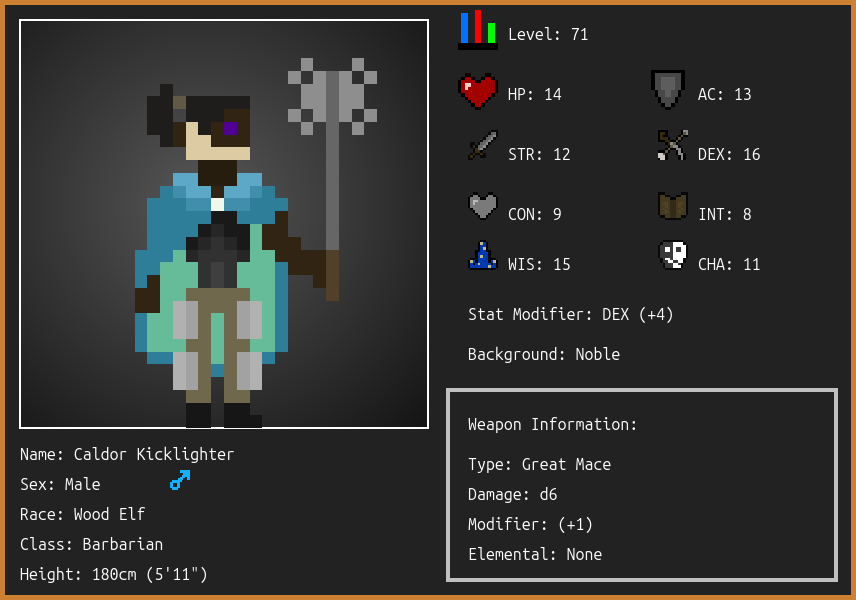 Level: 71
HP: 14
AC: 13
STR: 12
DEX: 16
CON: 9
INT: 8
WIS: 15
CHA: 11
Stat Modifier: DEX (+4)
Background: Noble
Weapon Information:
Type: Great Mace
Damage: d6
Modifier: (+1)
Elemental: None
Name: Caldor Kicklighter
Sex: Male
Race: Wood Elf
Class: Barbarian
Height: 180cm (5'11")